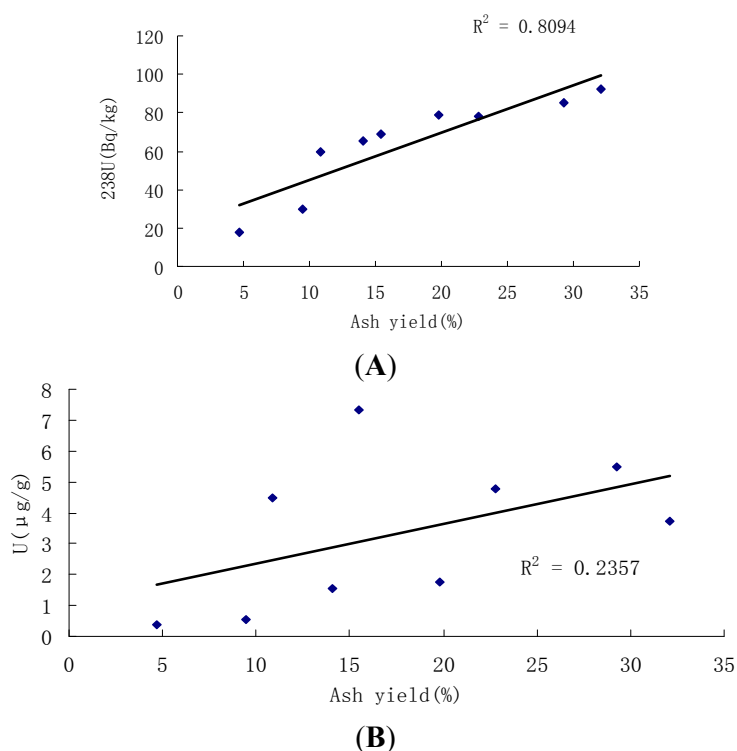 R² = 0.8094
120
100
80
60
40
20
0
238U(Bq/kg)
0 5 10 15 20 25 30 35
Ash yield(%)
(A)
8
7
6
5
4
3
2
1
0
U(μg/g)
R² = 0.2357
0 5 10 15 20 25 30 35
Ash yield(%)
(B)